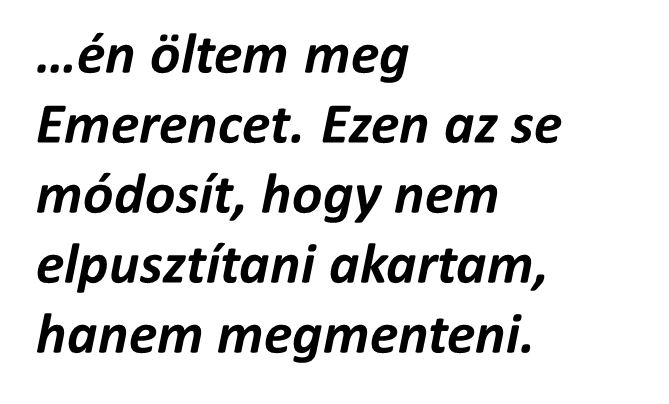 …én öltem meg
Emerencet. Ezen az se
módosít, hogy nem
elpusztítani akartam,
hanem megmenteni.